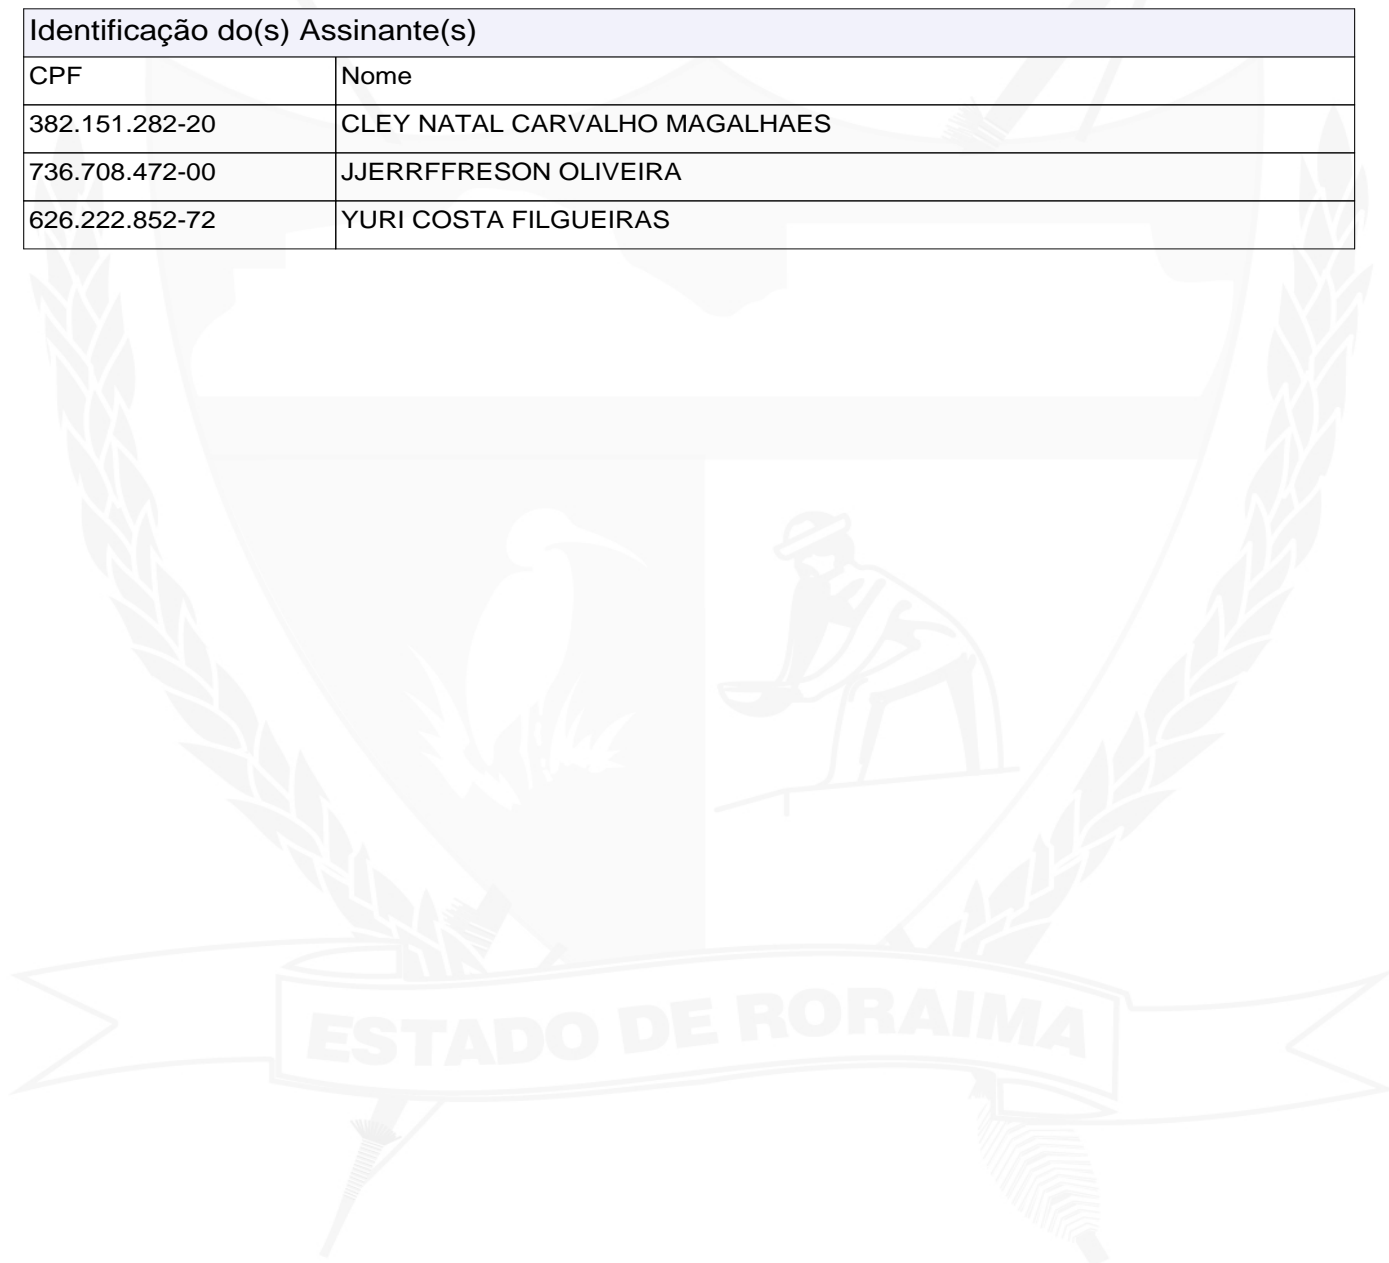 Identificação do(s) Assinante(s)
CPF Nome
382.151.282-20 CLEY NATAL CARVALHO MAGALHAES
736.708.472-00 JJERRFFRESON OLIVEIRA
626.222.852-72 YURI COSTA FILGUEIRAS
ESTADO DE RORAIMA